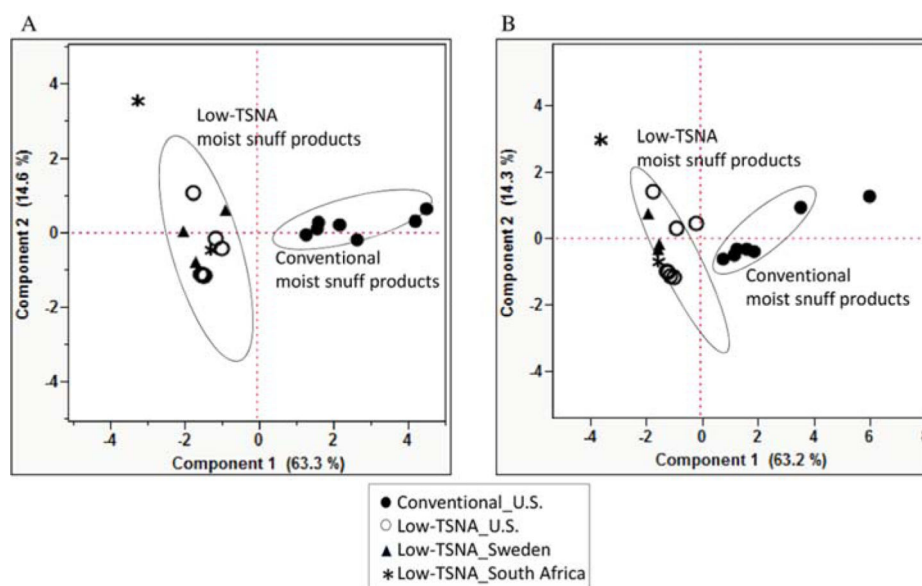 A
Low-TSNA
moist snuff products
Conventional
moist snuff products
4
2
0
-2
-4
Component 2 (14.6 %)
-4
-2
0
2
4
Component 1 (63.3 %)
B
Low-TSNA
moist snuff products
Conventional
moist snuff products
4
2
0
-2
-4
Component 2 (14.3 %)
-4
-2
0
2
4
6
8
Component 1 (63.2 %)
Conventional_U.S.
Low-TSNA_U.S.
Low-TSNA_Sweden
Low-TSNA_South Africa